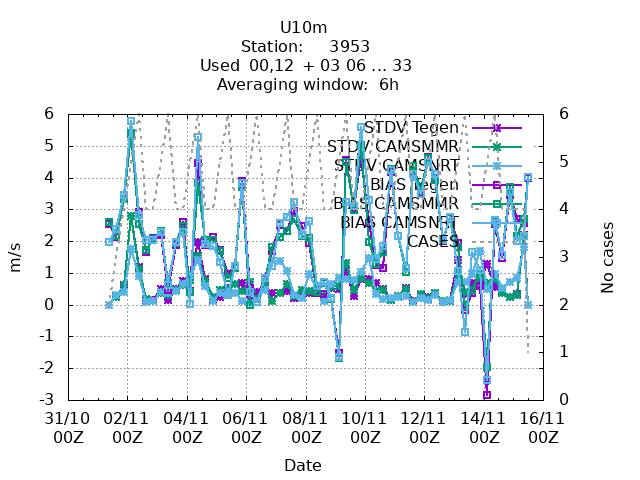 U10m
Station:     3953
Used  00,12  + 03 06 ... 33
Averaging window:  6h
m/s
No cases
6
5
4
3
2
1
0
-1
-2
-3
6
5
4
3
2
1
0
STDV Tegen
STDV CAMSMMR
STDV CAMSNRT
BIAS Tegen
BIAS CAMSMMR
BIAS CAMSNRT
CASES
31/10 02/11 04/11 06/11 08/11 10/11 12/11 14/11 16/11
00Z 00Z 00Z 00Z 00Z 00Z 00Z 00Z 00Z
Date